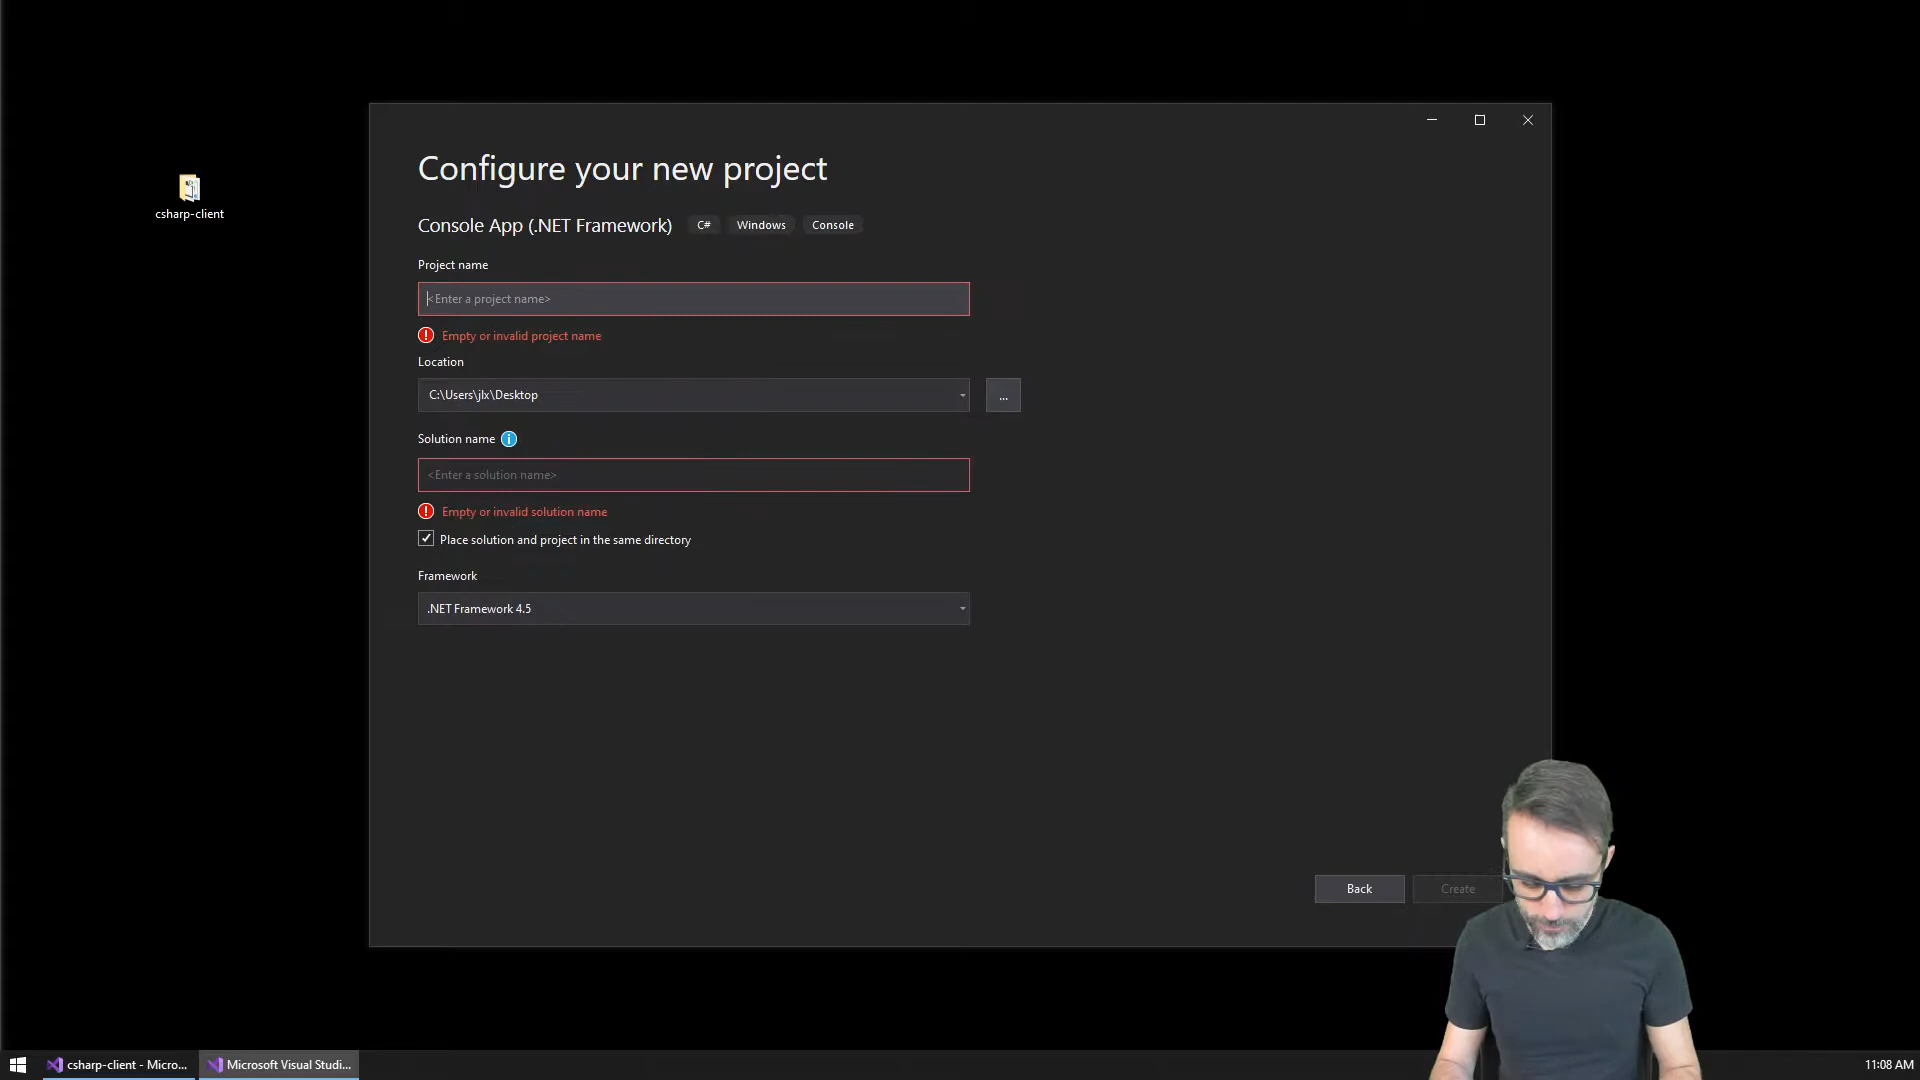 csharp-client
Configure your new project
Console App (.NET Framework) C# Windows Console
Project name
<Enter a project name>
Empty or invalid project name
Location
C:\Users\jlx\Desktop
...
Solution name
<Enter a solution name>
Empty or invalid solution name
Place solution and project in the same directory
Framework
.NET Framework 4.5
Back
Create
csharp-client - Micro...
Microsoft Visual Studi...
11:08 AM